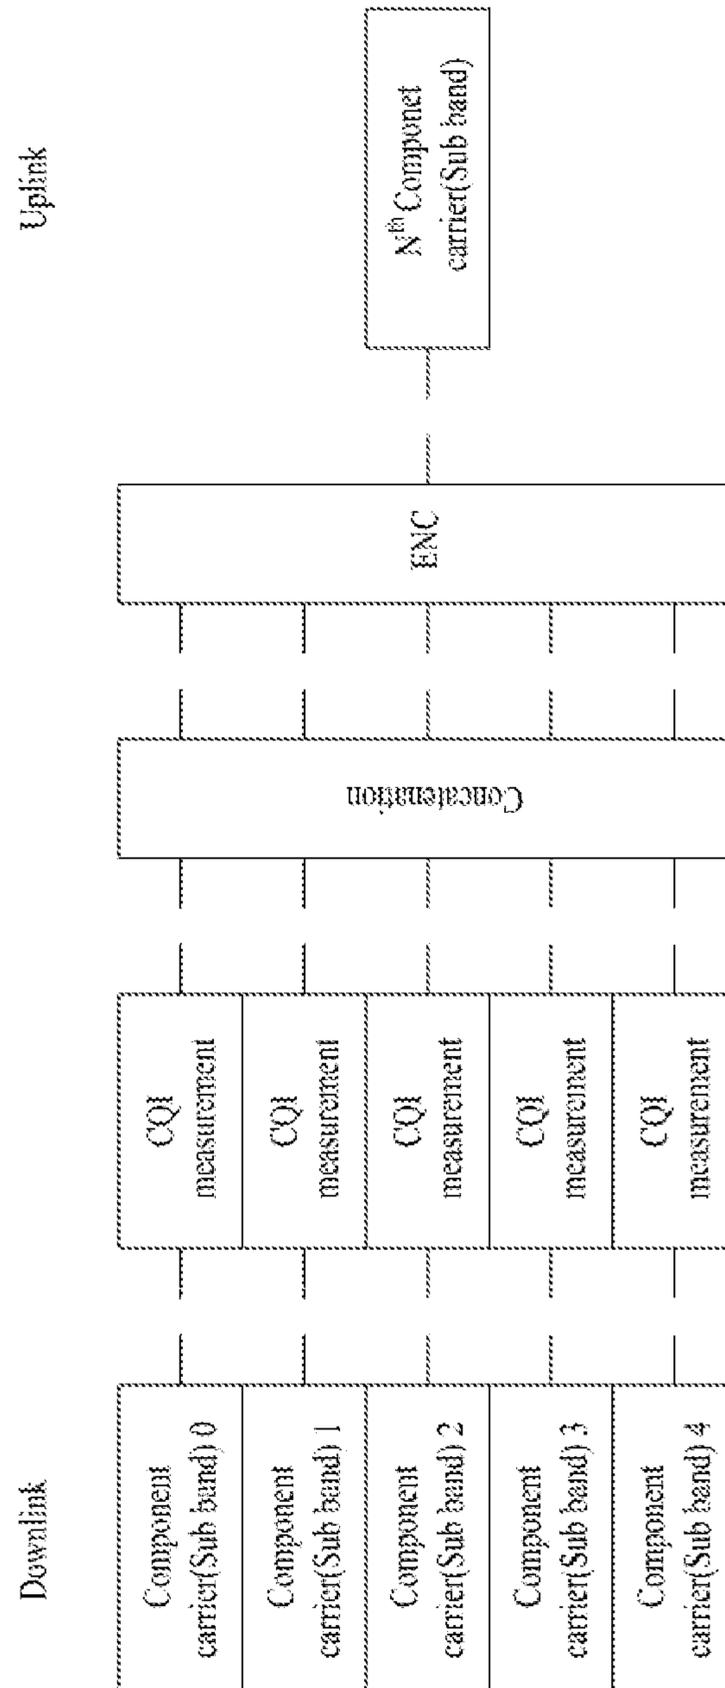 Downlink
Uplink
Component
carrier(Sub band) 0
Component
carrier(Sub band) 1
Component
carrier(Sub band) 2
Component
carrier(Sub band) 3
Component
carrier(Sub band) 4
CQI
measurement
CQI
measurement
CQI
measurement
CQI
measurement
CQI
measurement
Concatenation
ENC
Nth Componet
carrier(Sub band)